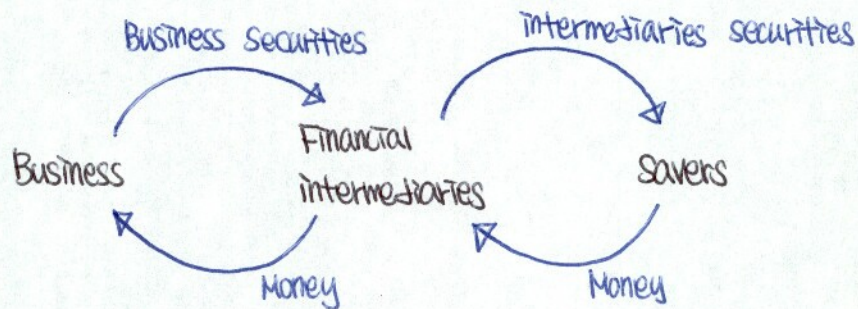 Business securities
intermediaries securities
Business
Financial
intermediaries
Savers
Money
Money